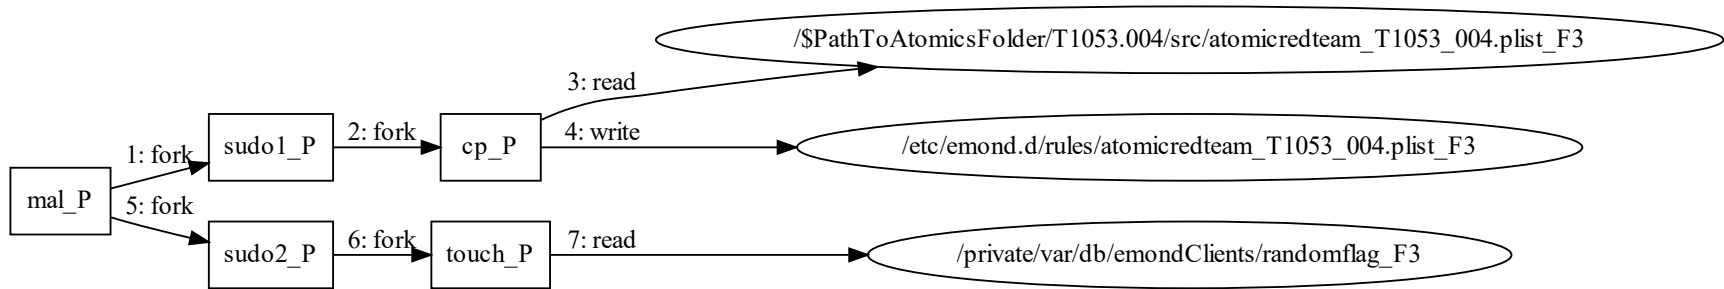 /$PathToAtomicsFolder/T1053.004/src/atomicredteam_T1053_004.plist_F3
3: read
1: fork
sudo1_P
2: fork
cp_P
4: write
/etc/emond.d/rules/atomicredteam_T1053_004.plist_F3
mal_P
5: fork
sudo2_P
6: fork
touch_P
7: read
/private/var/db/emondClients/randomflag_F3